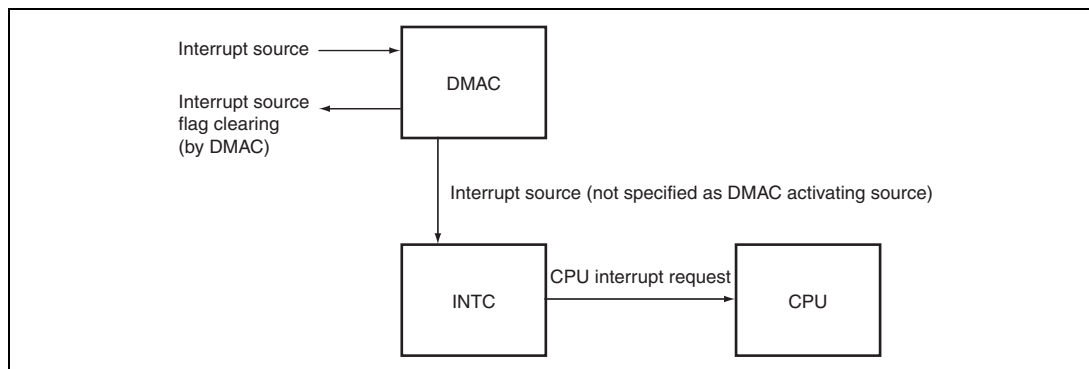 Interrupt source
DMAC
Interrupt source
flag clearing
(by DMAC)
Interrupt source (not specified as DMAC activating source)
INTC
CPU interrupt request
CPU